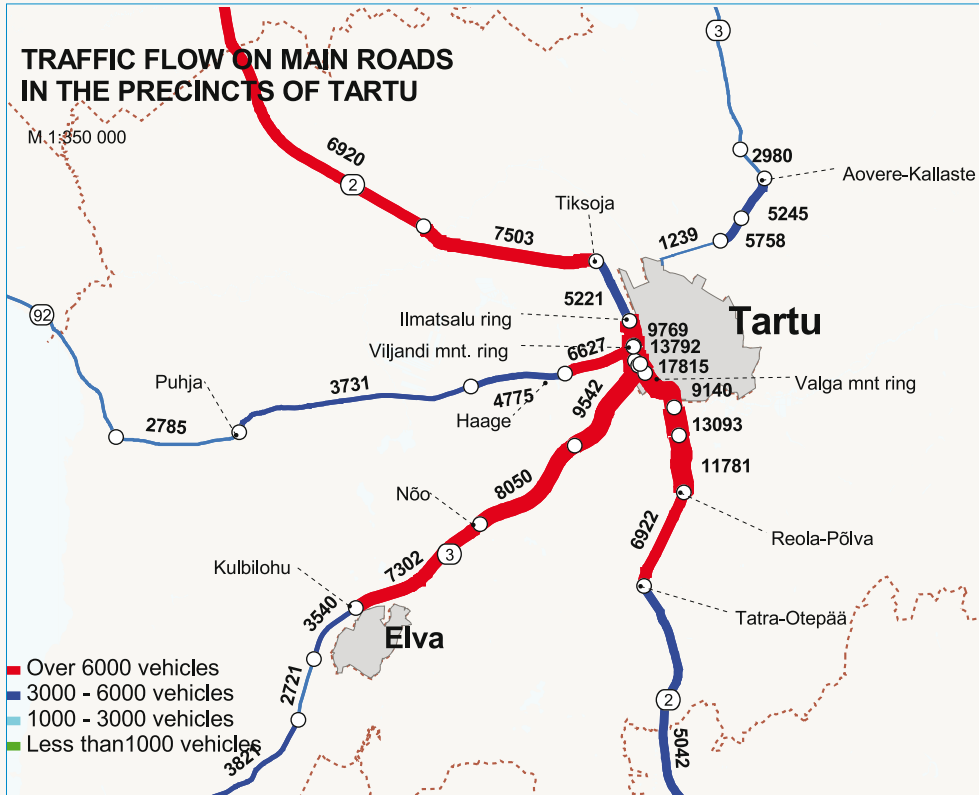 TRAFFIC FLOW ON MAIN ROADS
IN THE PRECINCTS OF TARTU
M 1:350 000
3
6920
2
2980
Aovere-Kallaste
Tiksoja
5245
7503
5758
1239
5221
92
Ilmatsalu ring
9769
Tartu
Viljandi mnt. ring
13792
6627
17815
Puhja
3731
4775
Valga mnt ring
9140
9542
Haage
13093
2785
11781
8050
Nõo
6922
Reola-Põlva
3
7302
Kulbilohu
3540
Tatra-Otepää
Elva
Over 6000 vehicles
3000 - 6000 vehicles
2721
2
1000 - 3000 vehicles
Less than1000 vehicles
5042
3821